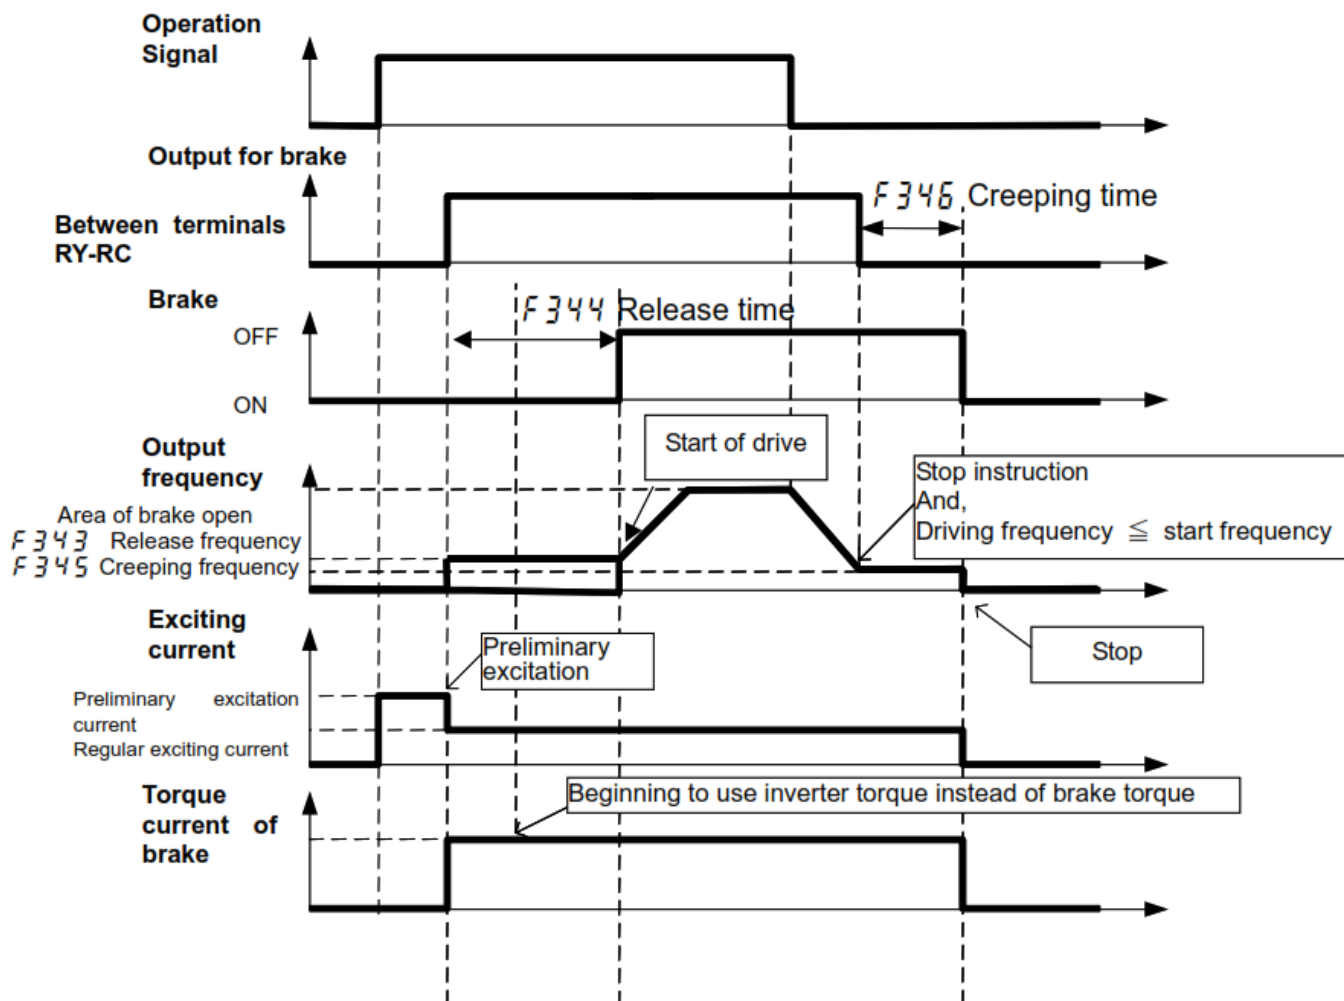 Operation
Signal
Output for brake
F346 Creeping time
Between terminals
RY-RC
Brake
F344 Release time
OFF
ON
Output
frequency
Start of drive
Stop instruction
And,
Driving frequency ≦ start frequency
Area of brake open
F343 Release frequency
F345 Creeping frequency
Exciting
current
Preliminary
excitation
Stop
Preliminary excitation
current
Regular exciting current
Torque
current of
brake
Beginning to use inverter torque instead of brake torque